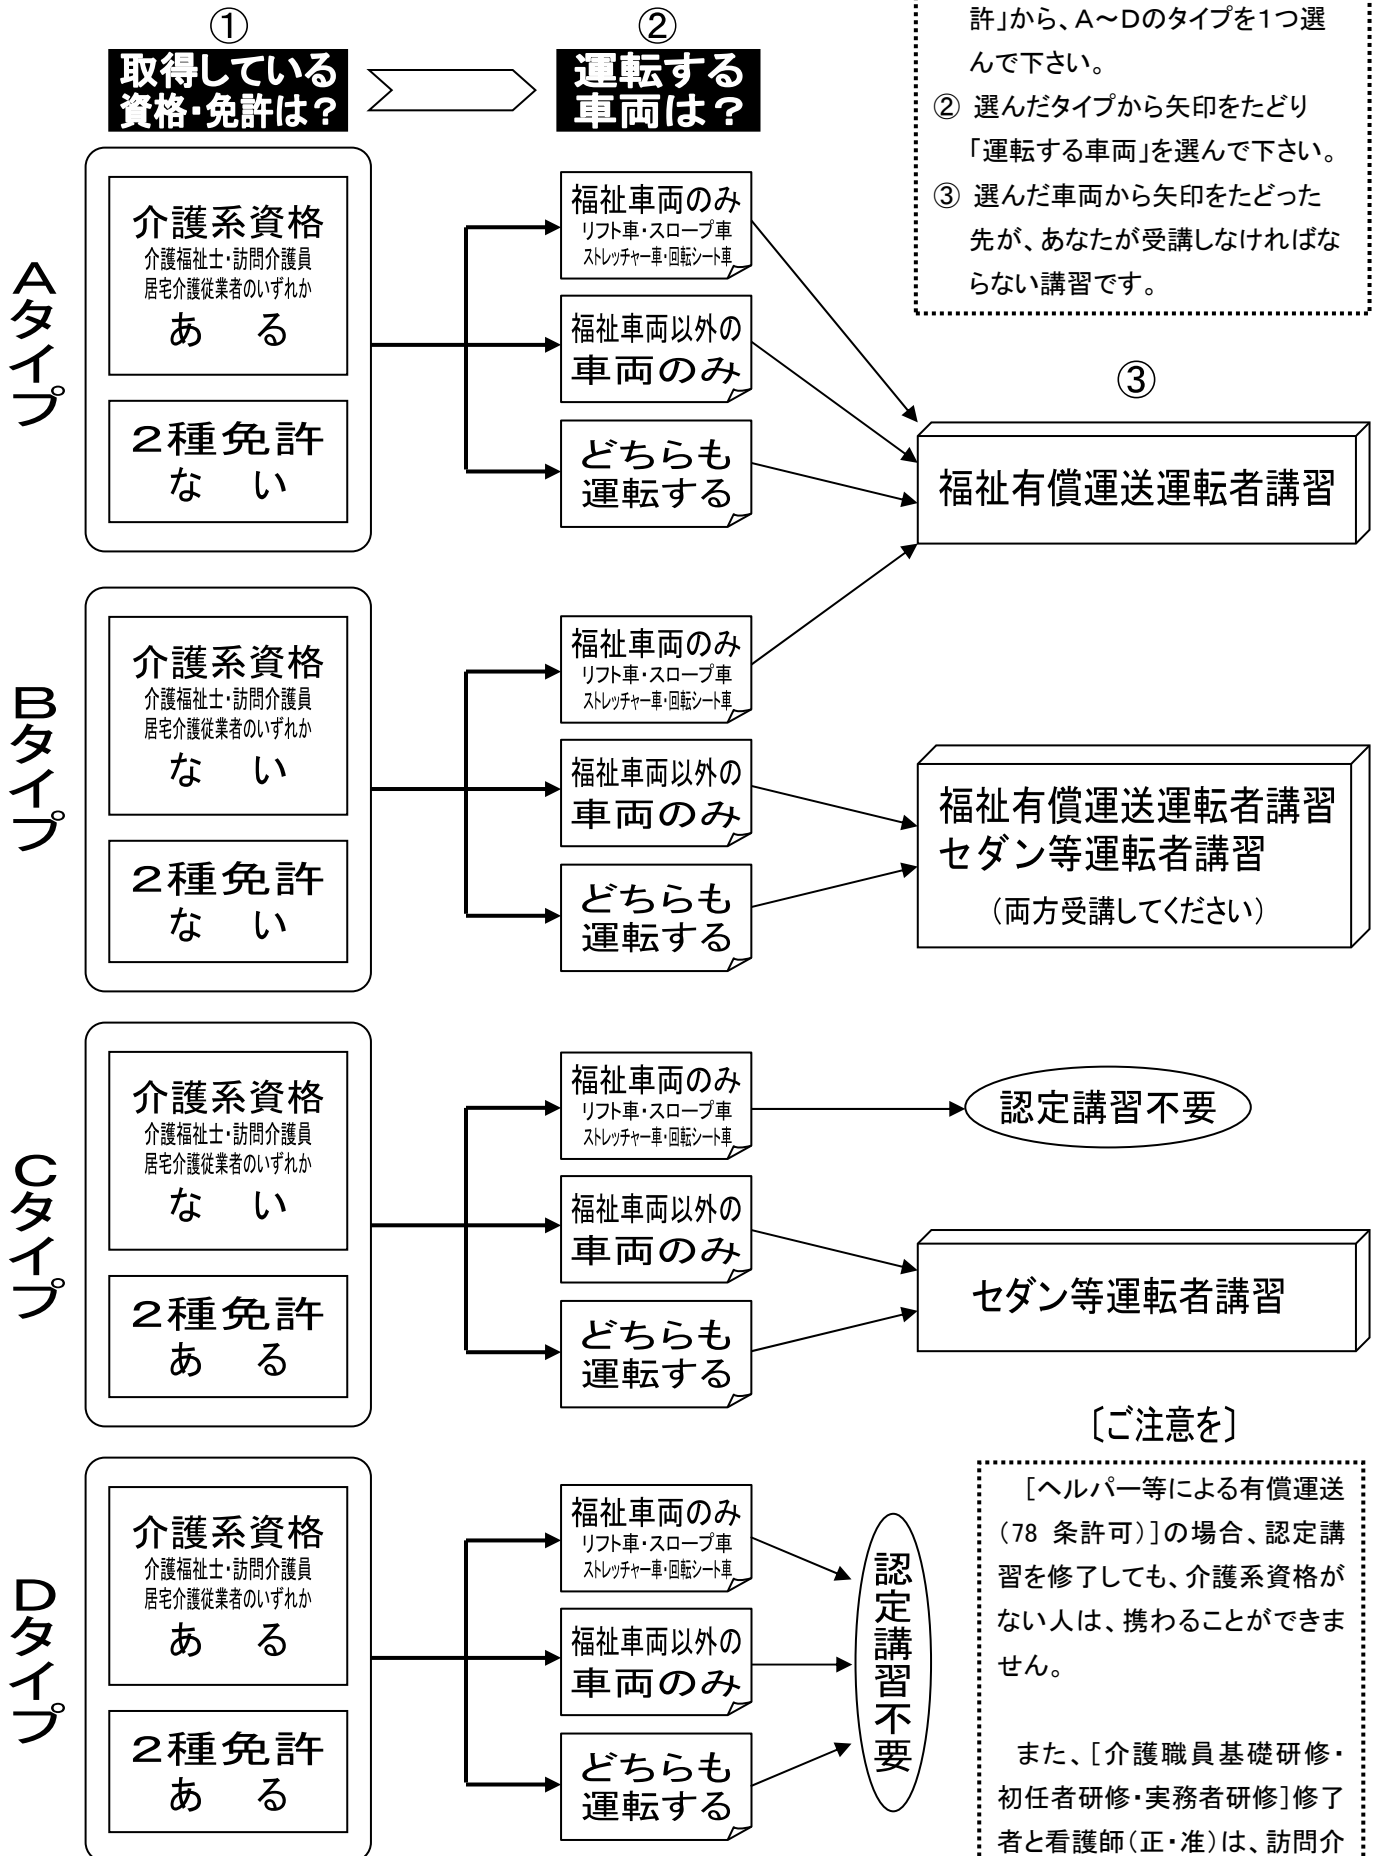 ①
取得している
資格・免許は？
②
運転する
車両は？
許」から、A～Dのタイプを1つ選
んで下さい。
② 選んだタイプから矢印をたどり
「運転する車両」を選んで下さい。
③ 選んだ車両から矢印をたどった
先が、あなたが受講しなければな
らない講習です。
Aタイプ
介護系資格
介護福祉士・訪問介護員
居宅介護従業者のいずれか
ある
2種免許
ない
福祉車両のみ
リフト車・スロープ車
ストレッチャー車・回転シート車
福祉車両以外の
車両のみ
どちらも
運転する
③
福祉有償運送運転者講習
Bタイプ
介護系資格
介護福祉士・訪問介護員
居宅介護従業者のいずれか
ない
2種免許
ない
福祉車両のみ
リフト車・スロープ車
ストレッチャー車・回転シート車
福祉車両以外の
車両のみ
どちらも
運転する
福祉有償運送運転者講習
セダン等運転者講習
（両方受講してください）
Cタイプ
介護系資格
介護福祉士・訪問介護員
居宅介護従業者のいずれか
ない
2種免許
ある
福祉車両のみ
リフト車・スロープ車
ストレッチャー車・回転シート車
福祉車両以外の
車両のみ
どちらも
運転する
認定講習不要
セダン等運転者講習
Dタイプ
介護系資格
介護福祉士・訪問介護員
居宅介護従業者のいずれか
ある
2種免許
ある
福祉車両のみ
リフト車・スロープ車
ストレッチャー車・回転シート車
福祉車両以外の
車両のみ
どちらも
運転する
認定講習不要
〔ご注意を〕
［ヘルパー等による有償運送
（78 条許可）］の場合、認定講
習を修了しても、介護系資格が
ない人は、携わることができま
せん。
また、［介護職員基礎研修・
初任者研修・実務者研修］修了
者と看護師（正・准）は、訪問介